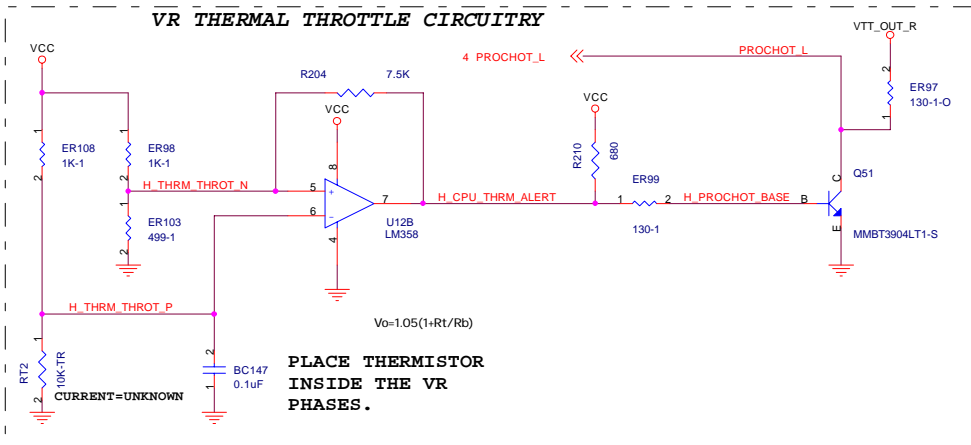 VR THERMAL THROTTLE CIRCUITRY
VCC
VTT_OUT_R
4 PROCHOT_L
PROCHOT_L
R204
7.5K
2
ER97
130-1-O
1
VCC
VCC
1
ER108
1K-1
2
1
ER98
1K-1
2
R210
680
8
H_THRM_THROT_N
5
+
6
-
7
4
U12B
LM358
H_CPU_THRM_ALERT
ER99
1
2
130-1
H_PROCHOT_BASE
B
C
E
Q51
MMBT3904LT1-S
1
ER103
499-1
2
H_THRM_THROT_P
Vo=1.05(1+Rt/Rb)
1
RT2
10K-TR
2
CURRENT=UNKNOWN
2
BC147
0.1uF
1
PLACE THERMISTOR
INSIDE THE VR
PHASES.